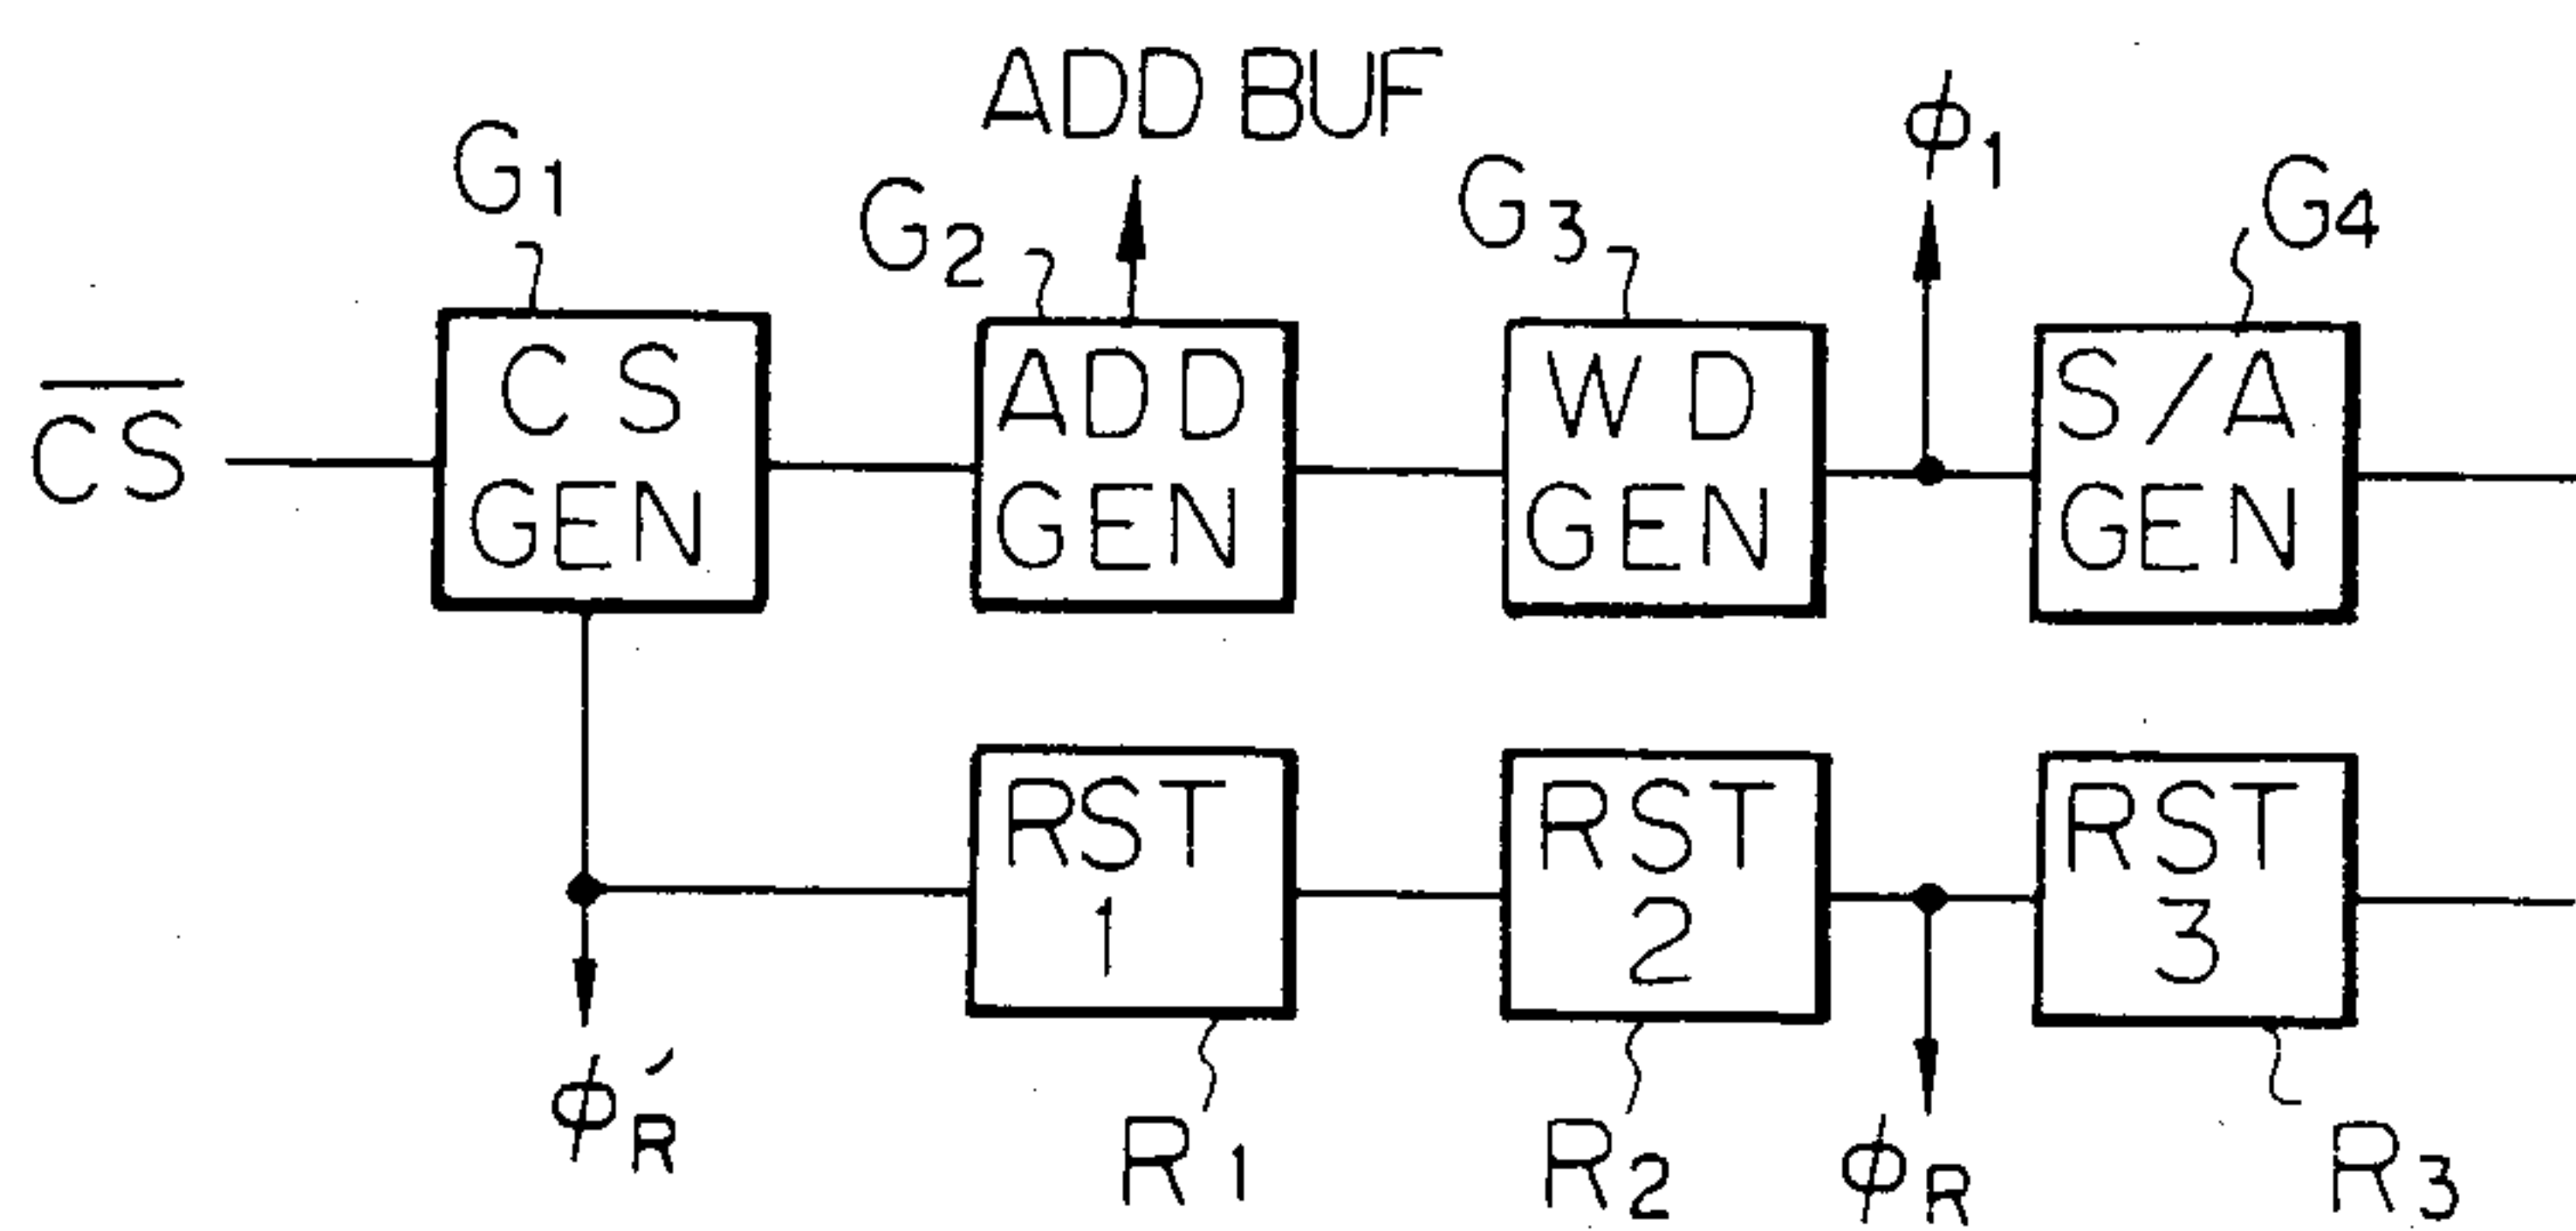 ADD BUF
G1
G2
G3
ϕ1
G4
C̅S̅
CS
GEN
ADD
GEN
WD
GEN
S/A
GEN
RST
1
RST
2
RST
3
ϕ′R
R1
R2
ϕR
R3